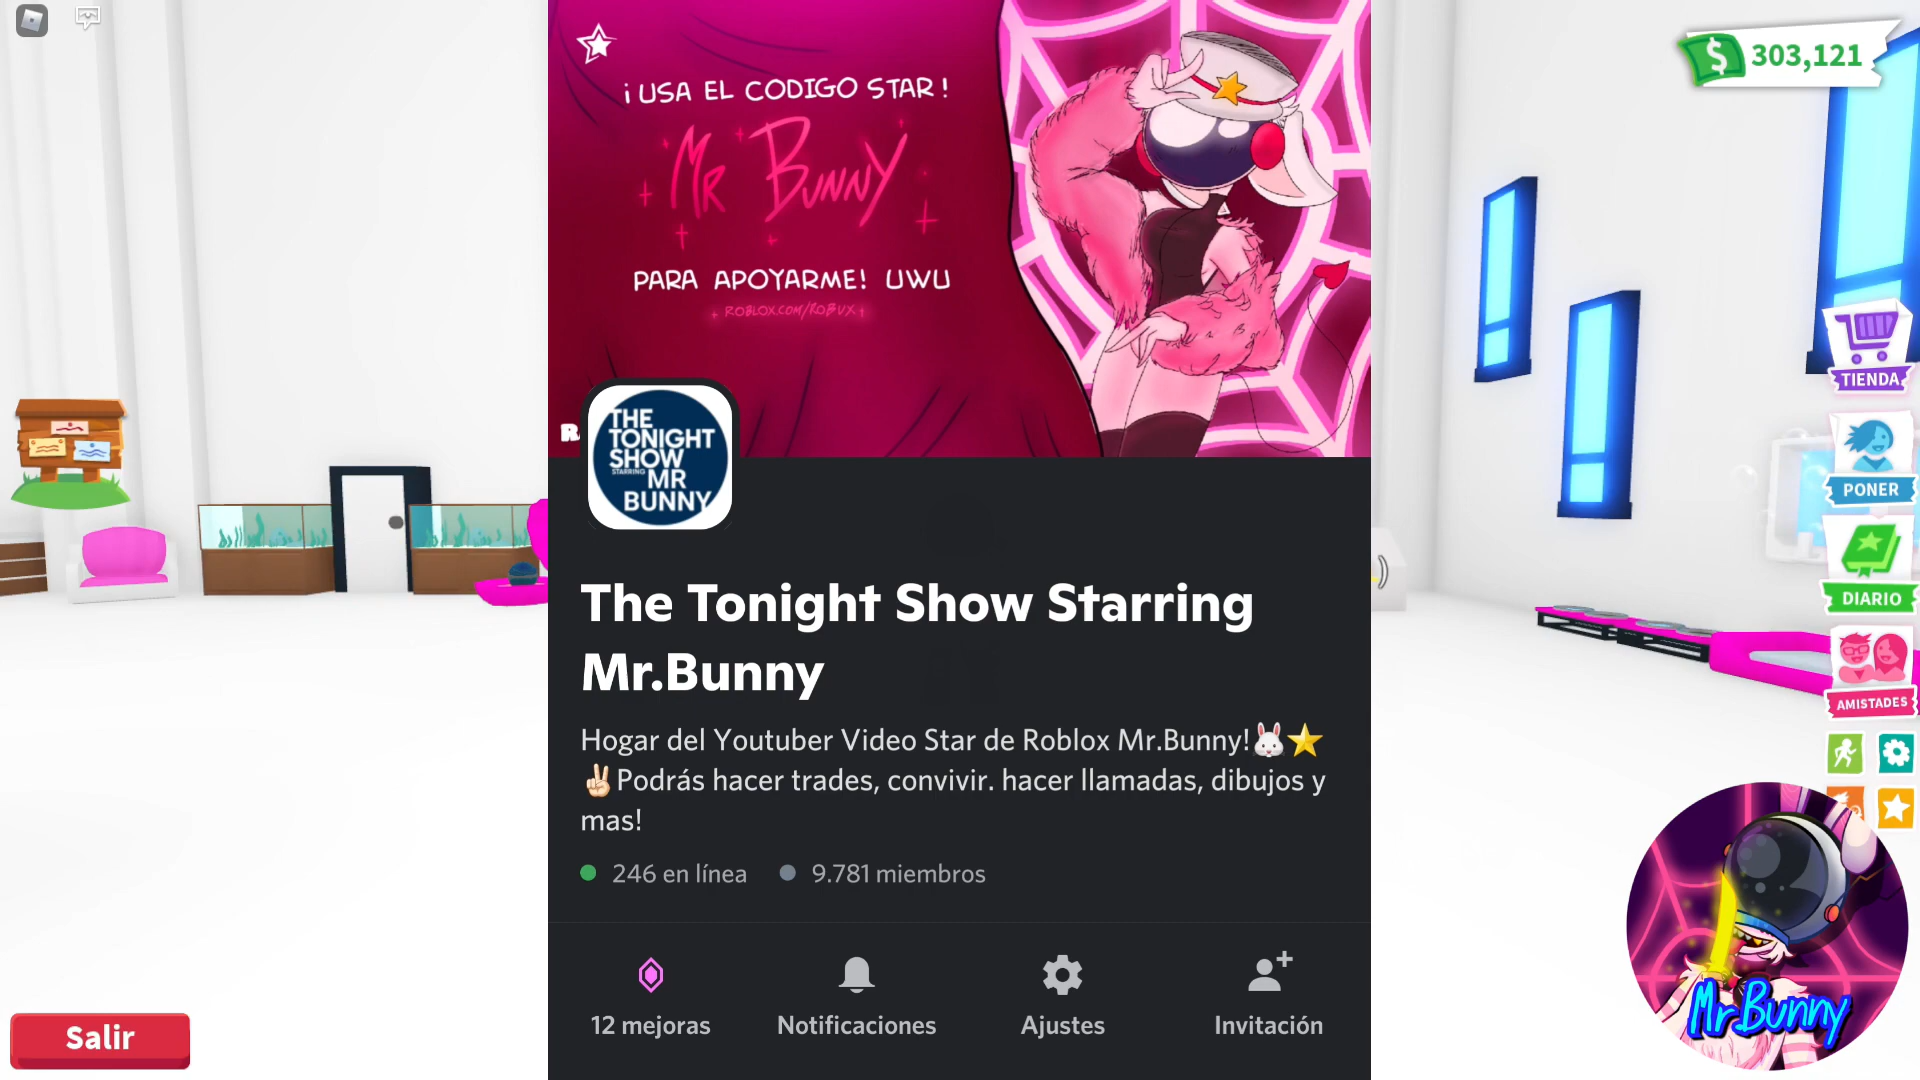 303,121
¡USA EL CODIGO STAR!
MR BUNNY
PARA APOYARME! UWU
ROBLOX.COM/ROBUX
THE
TONIGHT
SHOW
STARRING
MR
BUNNY
The Tonight Show Starring
Mr.Bunny
Hogar del Youtuber Video Star de Roblox Mr.Bunny!🐰⭐
✌🏻Podrás hacer trades, convivir. hacer llamadas, dibujos y
mas!
246 en línea
9.781 miembros
12 mejoras
Notificaciones
Ajustes
Invitación
TIENDA
PONER
DIARIO
AMISTADES
Mr.Bunny
Salir